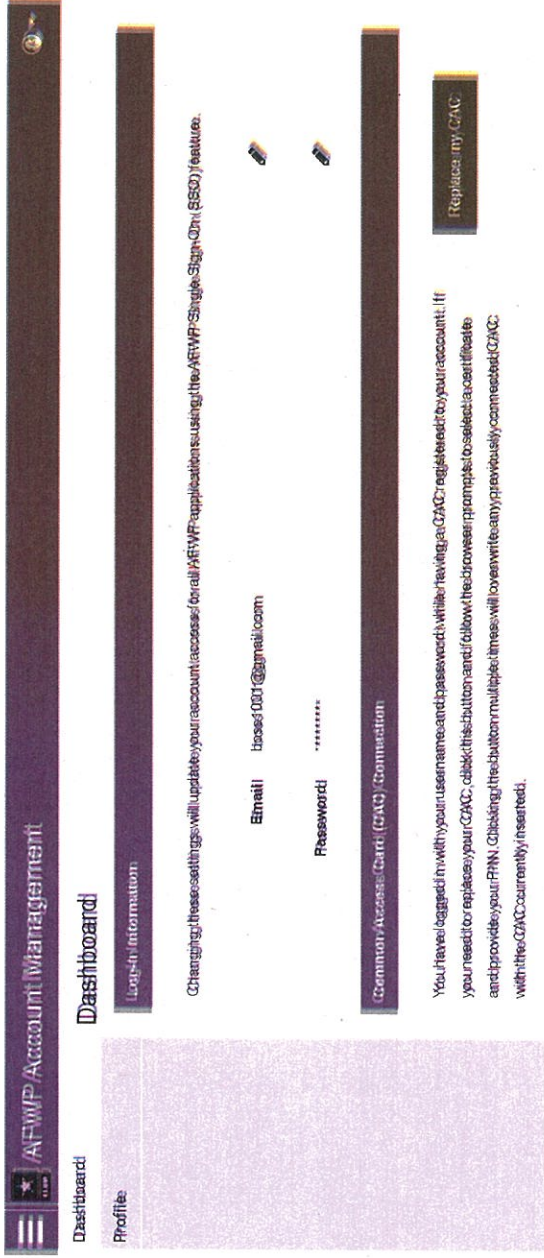 AFWP Account Management
Dashboard
Profile
Dashboard
Log-in Information
Changing these settings will update your account access for all AFWP applications using the AFWP Single Sign-On (SSO) feature.
Email
Password *********
Common Access Card (CAC) Connection
You have logged in with your username and password while having a CAC registered to your account. If
you need to replace your CAC, click this button and follow the browser prompts to select a certificate
and provide your PIN. Clicking the button multiple times will overwrite any previously connected CAC
with the CAC currently inserted.
Replace my CAC